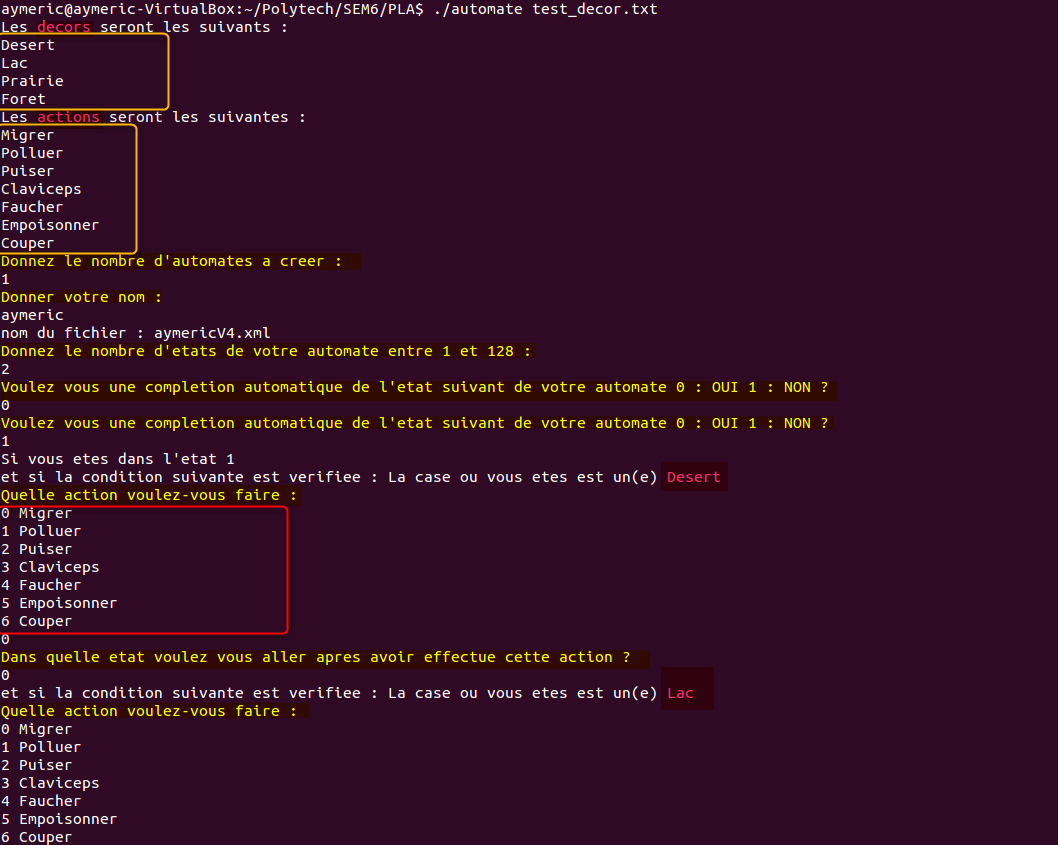 aymeric@aymeric-VirtualBox:~/Polytech/SEM6/PLA$ ./automate test_decor.txt
Les decors seront les suivants :
Desert
Lac
Prairie
Foret
Les actions seront les suivantes :
Migrer
Polluer
Puiser
Claviceps
Faucher
Empoisonner
Couper
Donnez le nombre d'automates a creer :
1
Donner votre nom :
aymeric
nom du fichier : aymericV4.xml
Donnez le nombre d'etats de votre automate entre 1 et 128 :
2
Voulez vous une completion automatique de l'etat suivant de votre automate 0 : OUI 1 : NON ?
0
Voulez vous une completion automatique de l'etat suivant de votre automate 0 : OUI 1 : NON ?
1
Si vous etes dans l'etat 1
et si la condition suivante est verifiee : La case ou vous etes est un(e) Desert
Quelle action voulez-vous faire :
0 Migrer
1 Polluer
2 Puiser
3 Claviceps
4 Faucher
5 Empoisonner
6 Couper
0
Dans quelle etat voulez vous aller apres avoir effectue cette action ?
0
et si la condition suivante est verifiee : La case ou vous etes est un(e) Lac
Quelle action voulez-vous faire :
0 Migrer
1 Polluer
2 Puiser
3 Claviceps
4 Faucher
5 Empoisonner
6 Couper